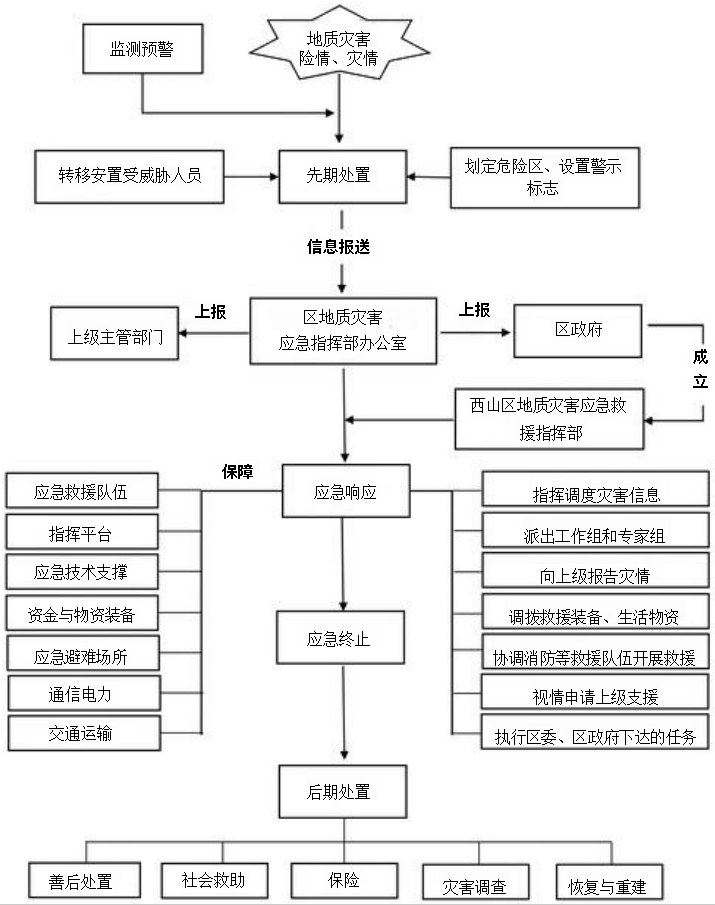 监测预警
地质灾害
险情、灾情
转移安置受威胁人员
先期处置
划定危险区、设置警示
标志
信息报送
上级主管部门
上报
区地质灾害
应急指挥部办公室
上报
区政府
成
立
西山区地质灾害应急救
援指挥部
保障
应急响应
应急救援队伍
指挥平台
应急技术支撑
资金与物资装备
应急避难场所
通信电力
交通运输
指挥调度灾害信息
派出工作组和专家组
向上级报告灾情
调拨救援装备、生活物资
协调消防等救援队伍开展救援
视情申请上级支援
执行区委、区政府下达的任务
应急终止
后期处置
善后处置
社会救助
保险
灾害调查
恢复与重建